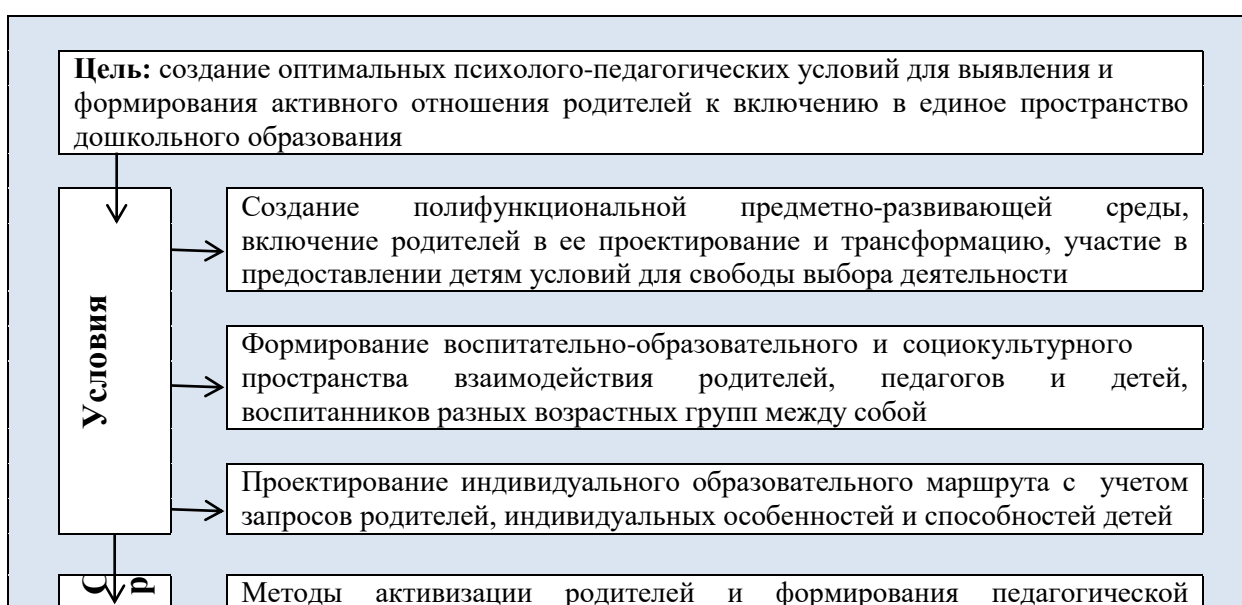 Цель: создание оптимальных психолого-педагогических условий для выявления и
формирования активного отношения родителей к включению в единое пространство
дошкольного образования
Условия
Создание полифункциональной предметно-развивающей среды,
включение родителей в ее проектирование и трансформацию, участие в
предоставлении детям условий для свободы выбора деятельности
Формирование воспитательно-образовательного и социокультурного
пространства взаимодействия родителей, педагогов и детей,
воспитанников разных возрастных групп между собой
Проектирование индивидуального образовательного маршрута с учетом
запросов родителей, индивидуальных особенностей и способностей детей
Методы активизации родителей и формирования педагогической